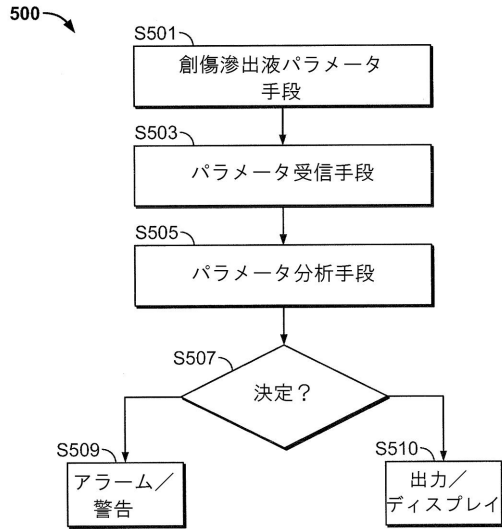 500
S501
創傷滲出液パラメータ
手段
S503
パラメータ受信手段
S505
パラメータ分析手段
S507
決定？
S509
アラーム／
警告
S510
出力／
ディスプレイ